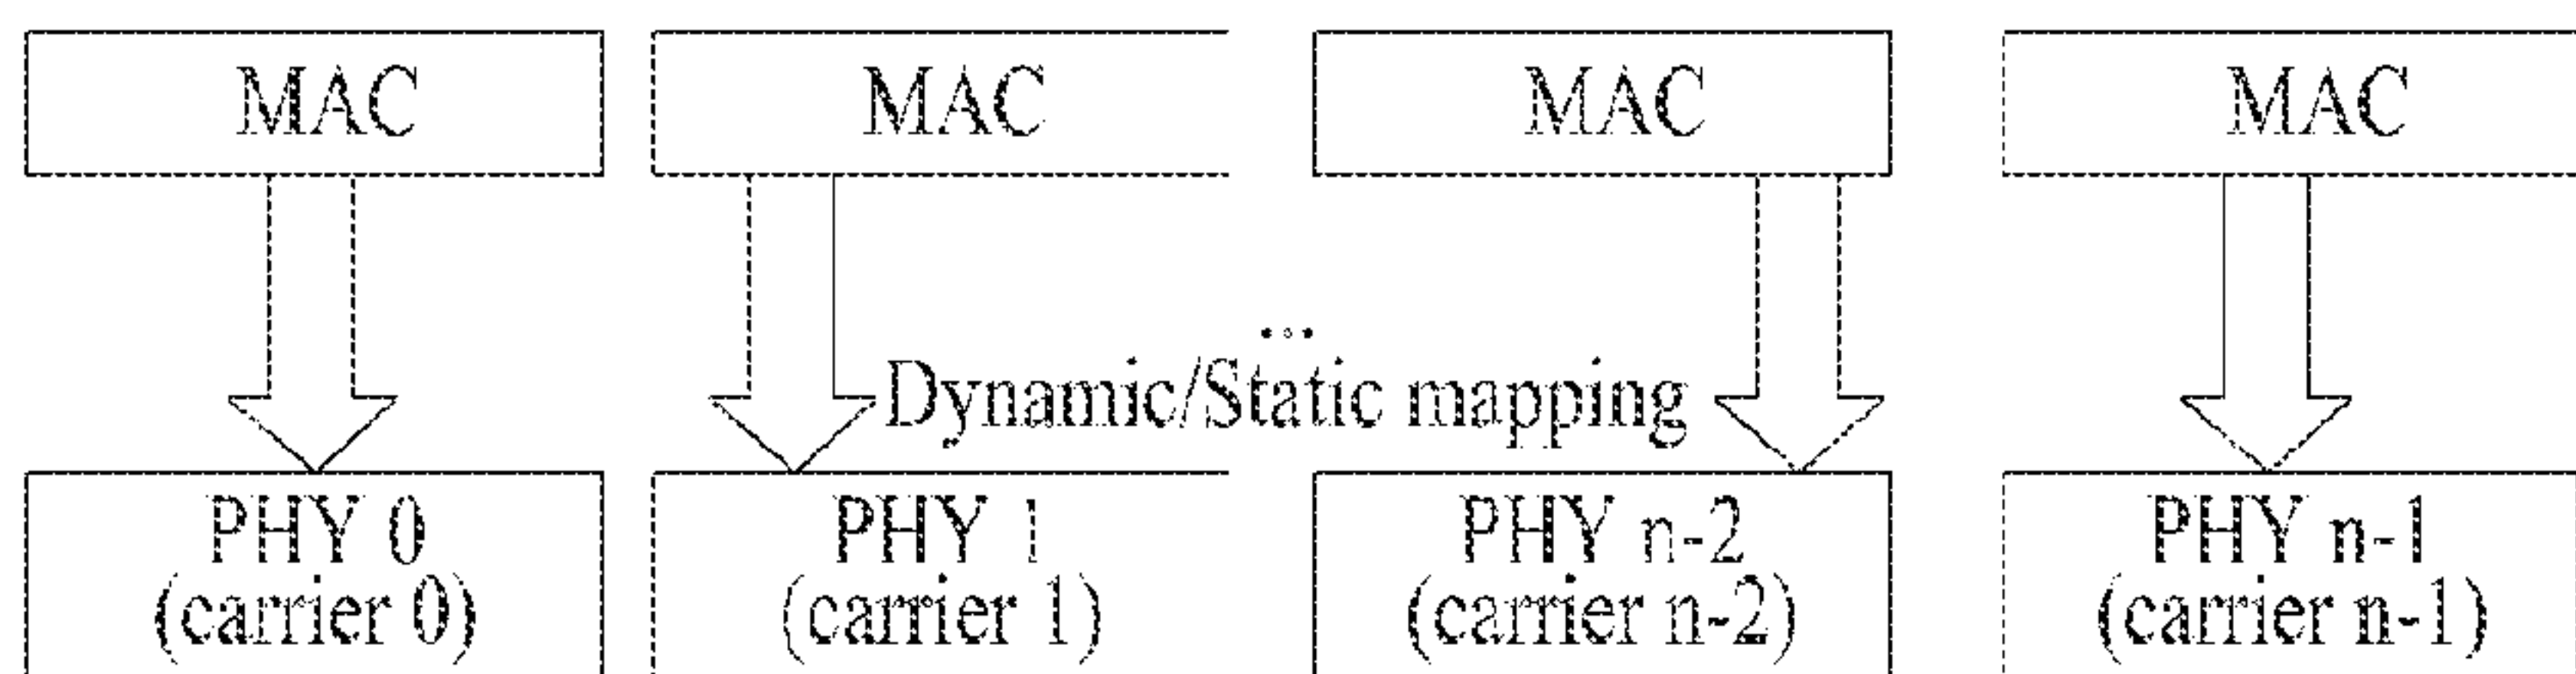 MAC
MAC
MAC
MAC
...
Dynamic/Static mapping
PHY 0
(carrier 0)
PHY 1
(carrier 1)
PHY n-2
(carrier n-2)
PHY n-1
(carrier n-1)